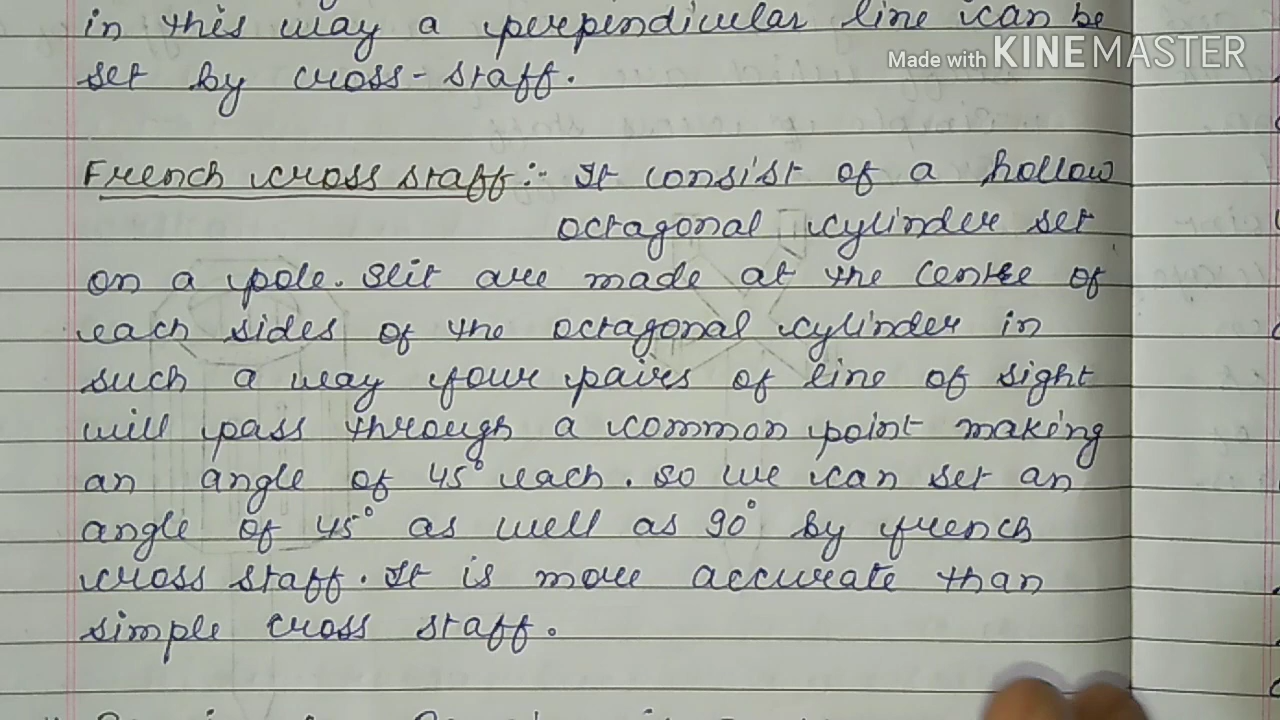 in this way a perpendicular line can be
set by cross-staff.
Made with KINEMASTER
French cross staff:- It consist of a hollow
octagonal cylinder set
on a pole. Slit are made at the centre of
each sides of the octagonal cylinder in
such a way four pairs of line of sight
will pass through a common point making
an angle of 45° each. so we can set an
angle of 45° as well as 90° by french
cross staff. It is more accurate than
simple cross staff.